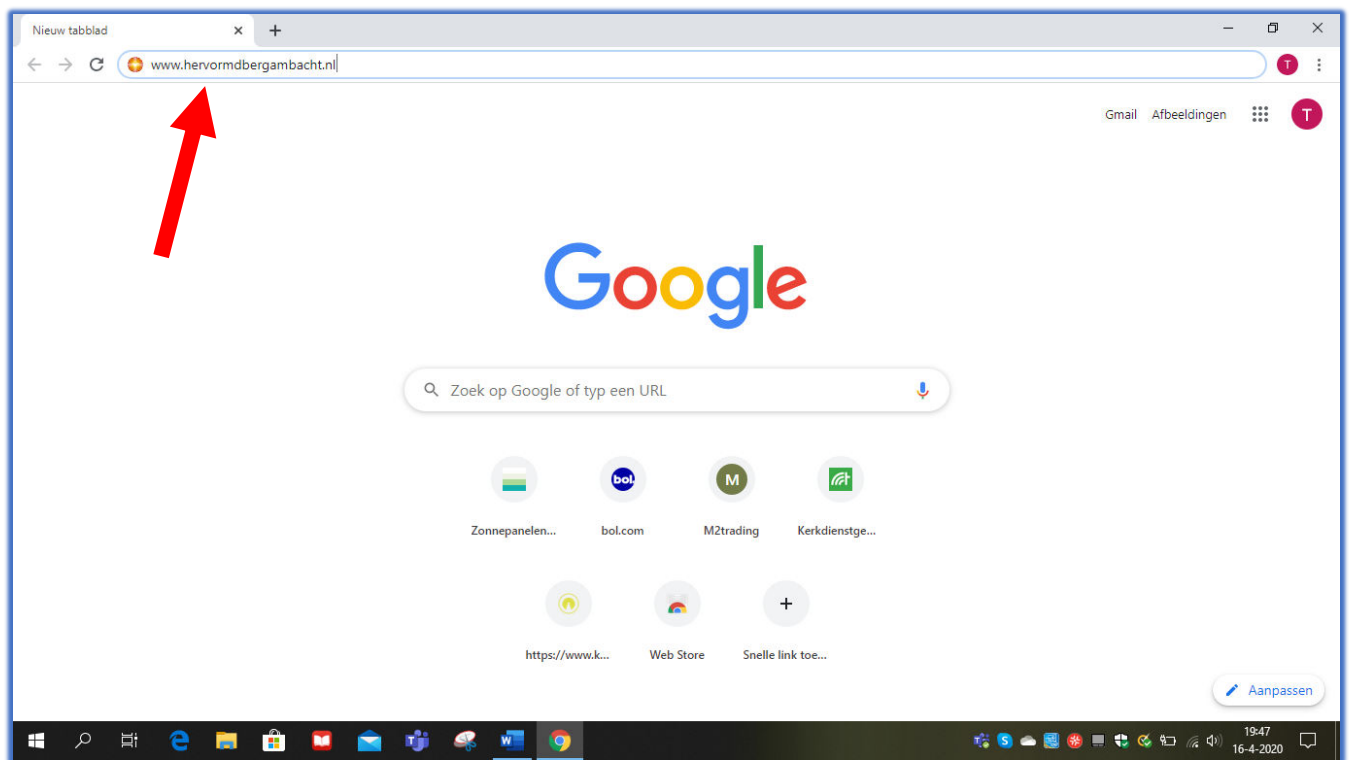 Nieuw tabblad
www.hervormdbergambacht.nl
T
Gmail Afbeeldingen
T
Google
Zoek op Google of typ een URL
bol.
M
Zonnepanelen...
bol.com
M2trading
Kerkdienstge...
https://www.k...
Web Store
Snelle link toe...
Aanpassen
19:47
16-4-2020